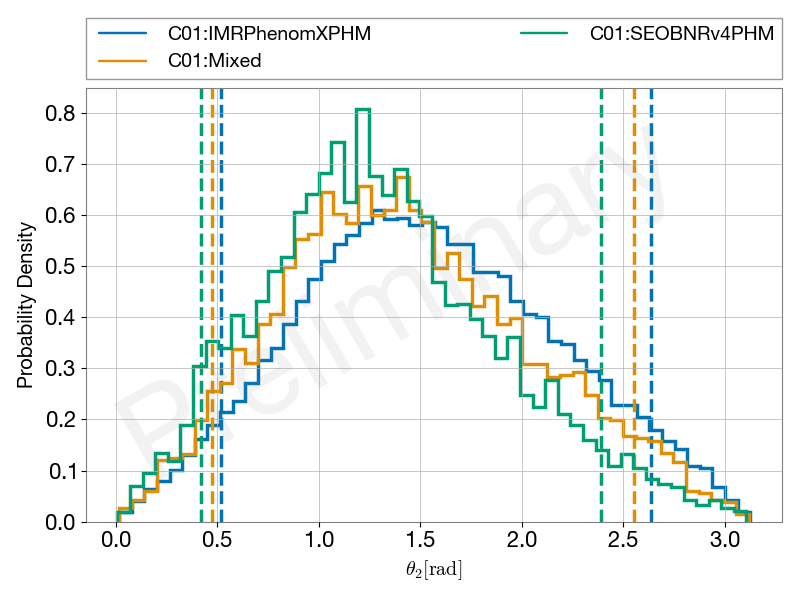 C01:IMRPhenomXPHM C01:SEOBNRv4PHM
C01:Mixed
Preliminary
Probability Density
0.8
0.7
0.6
0.5
0.4
0.3
0.2
0.1
0.0
0.0 0.5 1.0 1.5 2.0 2.5 3.0
θ₂[rad]